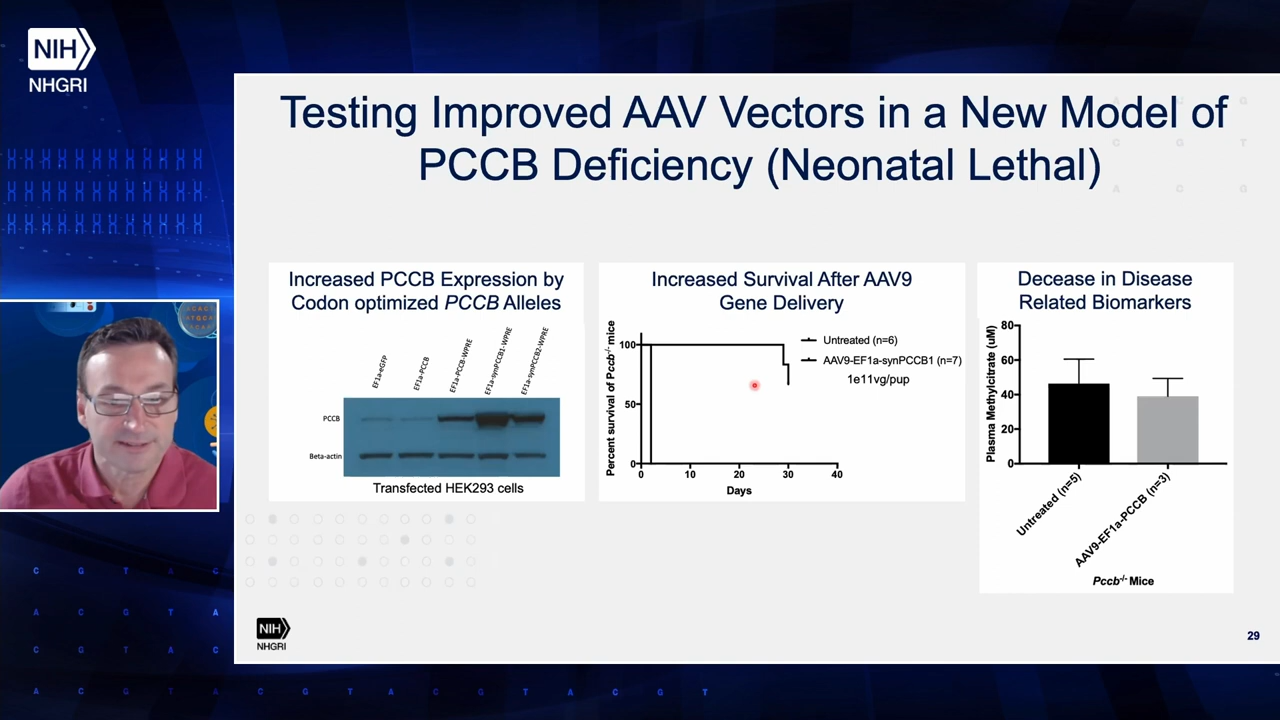 NIH
NHGRI
Testing Improved AAV Vectors in a New Model of
PCCB Deficiency (Neonatal Lethal)
Increased PCCB Expression by
Codon optimized PCCB Alleles
EF1a-eGFP
EF1a-PCCB
EF1a-PCCB-WPRE
EF1a-synPCCB1-WPRE
EF1a-synPCCB2-WPRE
PCCB
Beta-actin
Transfected HEK293 cells
Increased Survival After AAV9
Gene Delivery
Percent survival of Pccb-/- mice
100
50
0
0 10 20 30 40
Days
Untreated (n=6)
AAV9-EF1a-synPCCB1 (n=7)
1e11vg/pup
Decease in Disease
Related Biomarkers
Plasma Methylcitrate (uM)
80
60
40
20
0
Untreated (n=5)
AAV9-EF1a-PCCB (n=3)
Pccb-/- Mice
NIH
NHGRI
29
C G T A C
A C G T A
C G T A C
A C G T A C G T A C G T A C G T